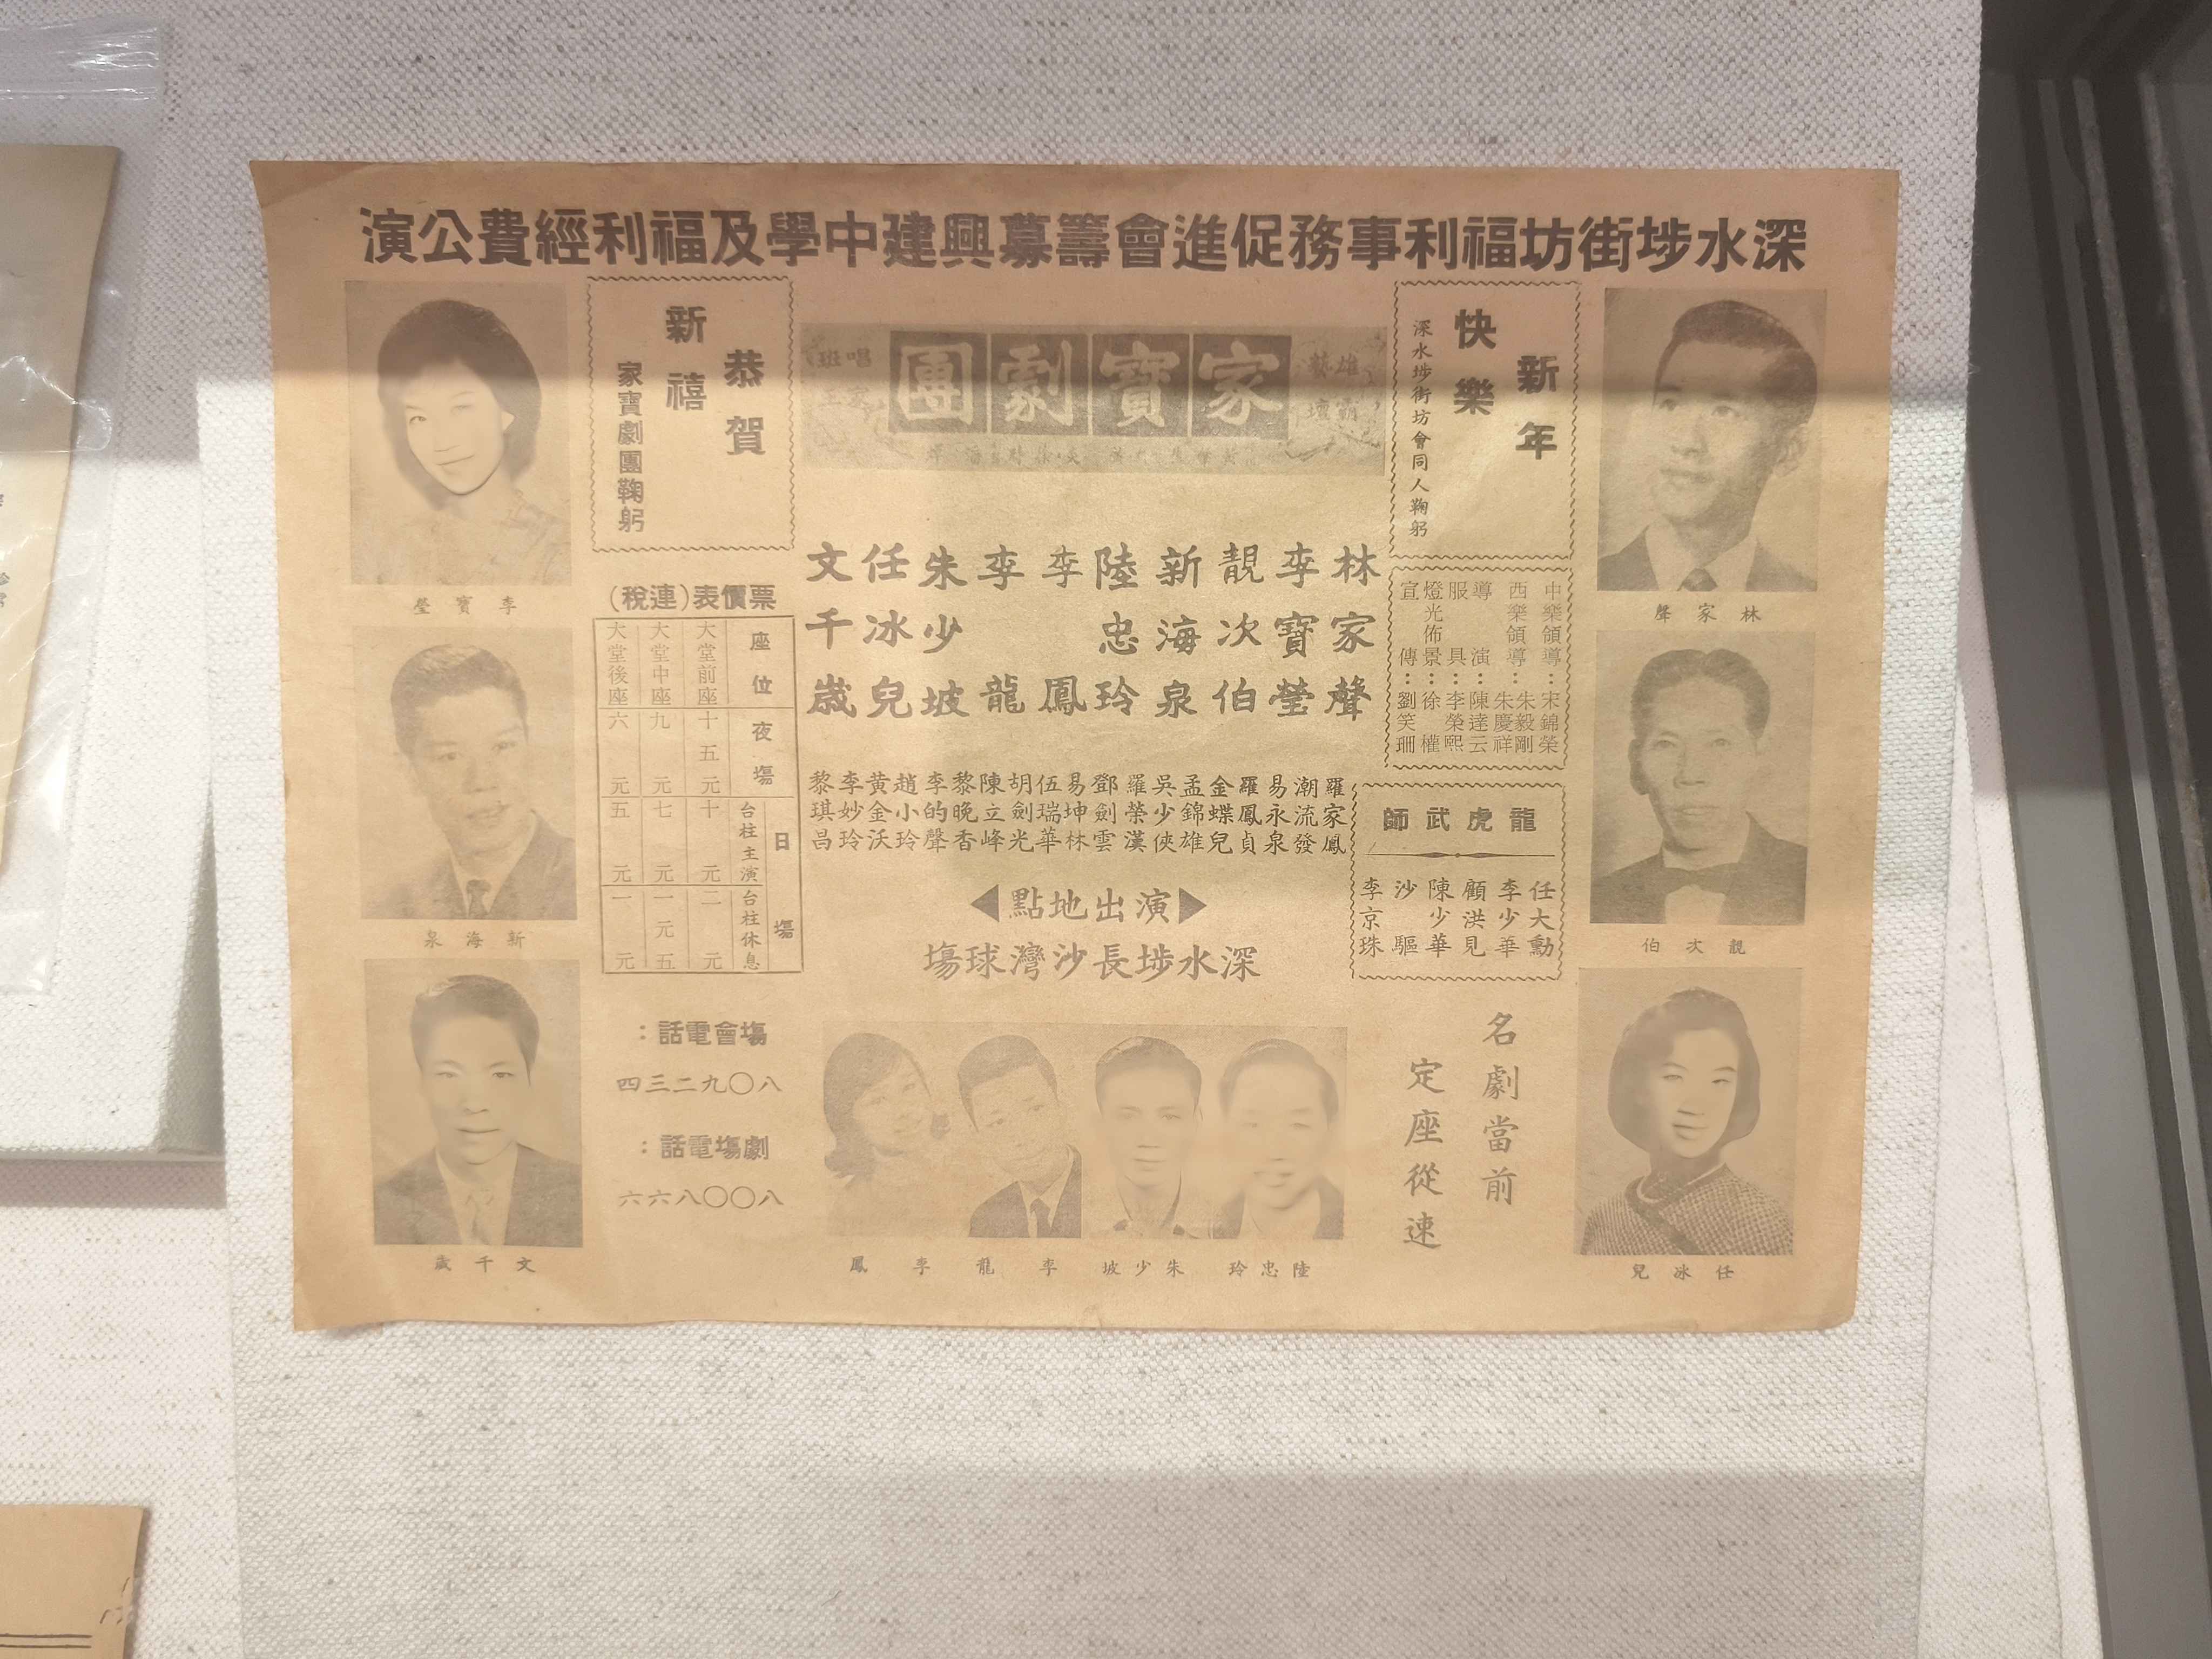 深水埗街坊福利事務促進會籌募興建中學及福利經費公演
林家聲
靚次伯
任冰兒
新年
快樂
深水埗街坊會同人鞠躬
中樂領導：宋錦榮
朱毅剛
西樂領導：朱慶祥
導演：陳達云
服具：李榮熙
燈光佈景：徐權
宣傳：劉笑珊
龍虎武師
任大勳
李少華
顧洪見
陳少華
沙驅
李京珠
名劇當前
定座從速
雄霸
藝壇
家寶劇團
唱家
班王
林家聲
李寶瑩
靚次伯
新海泉
陸忠玲
李鳳
李龍
朱少坡
任冰兒
文千歲
羅家鳳
潮流發
易永泉
羅鳳貞
金蝶兒
孟錦雄
吳少俠
羅榮漢
鄧劍雲
易坤林
伍瑞華
胡劍光
陳立峰
黎晚香
李的聲
趙小玲
黃金沃
李妙玲
黎琪昌
演出地點
深水埗長沙灣球場
陸忠玲
朱少坡
李龍
李鳳
恭賀
新禧
家寶劇團鞠躬
票價表（連稅）
座位 夜場 日場 台柱主演 台柱休息
大堂前座 十五元 十元 二元
大堂中座 九元 七元 一元五
大堂後座 六元 五元 一元
場會電話：
八〇九二三四
劇場電話：
八〇〇八六六
李寶瑩
新海泉
文千歲